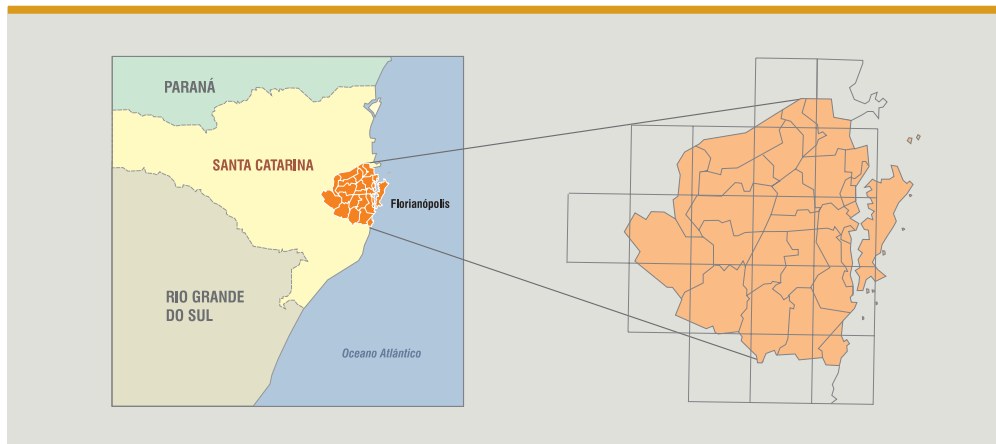 PARANÁ
SANTA CATARINA
Florianópolis
RIO GRANDE
DO SUL
Oceano Atlântico